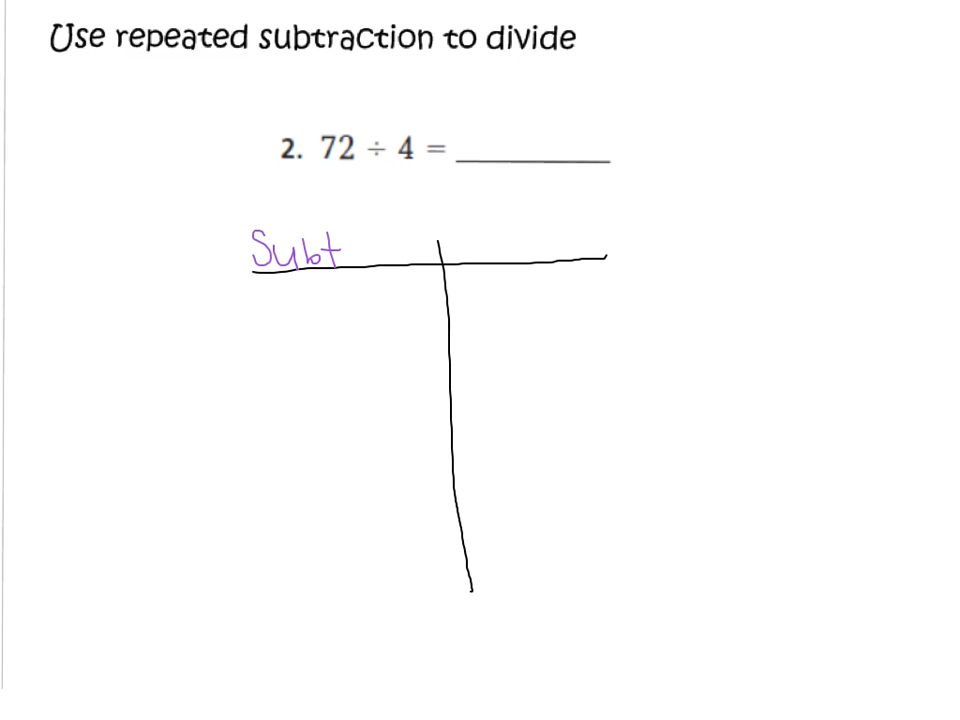 Use repeated subtraction to divide
2. 72 ÷ 4 = __________
Subt